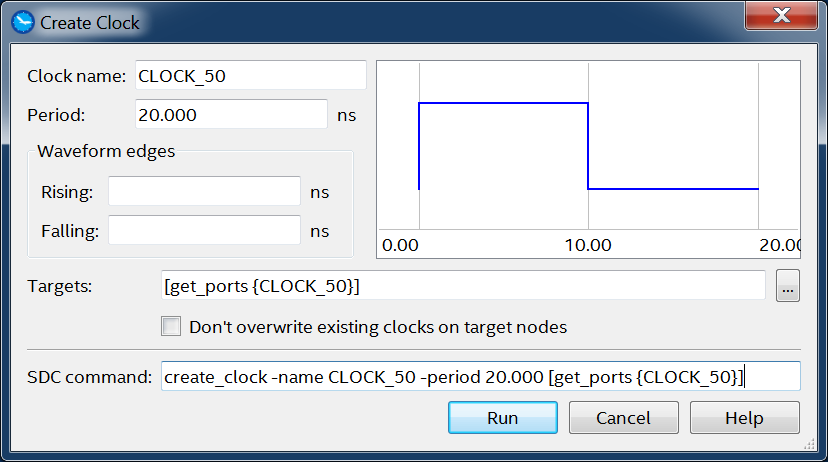 Create Clock
Clock name: CLOCK_50
Period: 20.000 ns
Waveform edges
Rising: ns
Falling: ns
0.00 10.00 20.00
Targets: [get_ports {CLOCK_50}]
...
Don't overwrite existing clocks on target nodes
SDC command: create_clock -name CLOCK_50 -period 20.000 [get_ports {CLOCK_50}]
Run Cancel Help